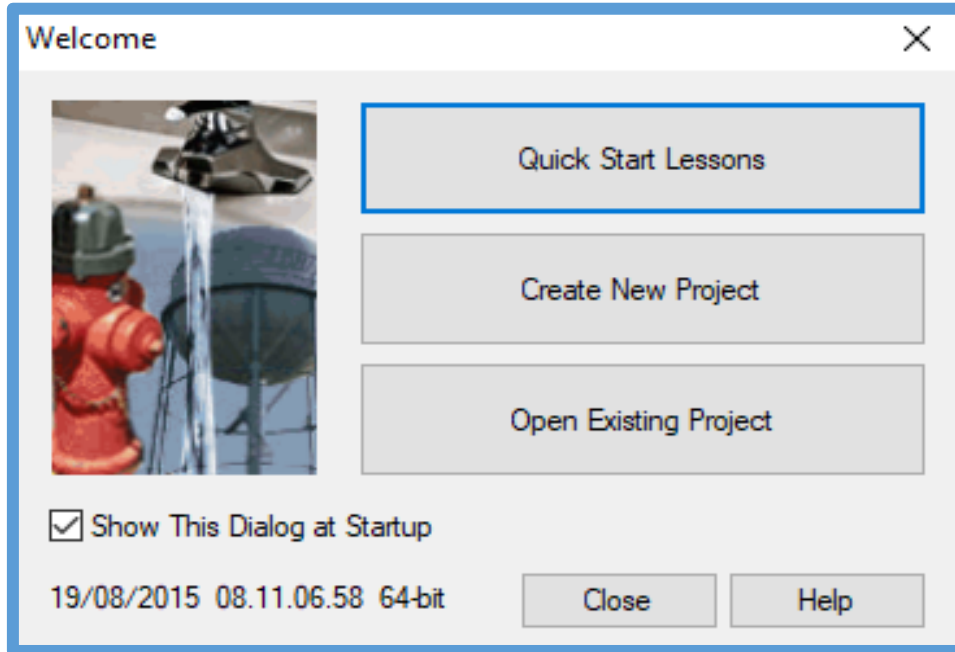 Welcome
Quick Start Lessons
Create New Project
Open Existing Project
Show This Dialog at Startup
19/08/2015 08.11.06.58 64-bit
Close
Help